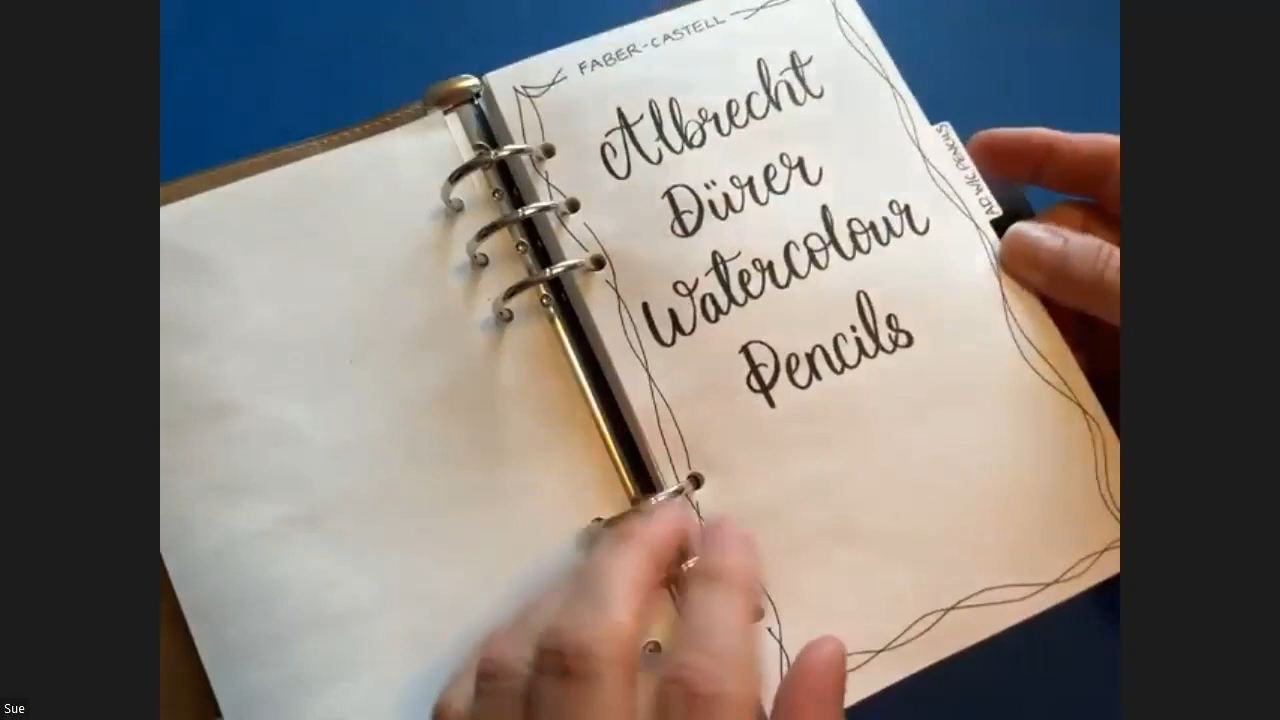 FABER-CASTELL
Albrecht
Dürer
Watercolour
Pencils
AD W/C PENCILS
Sue